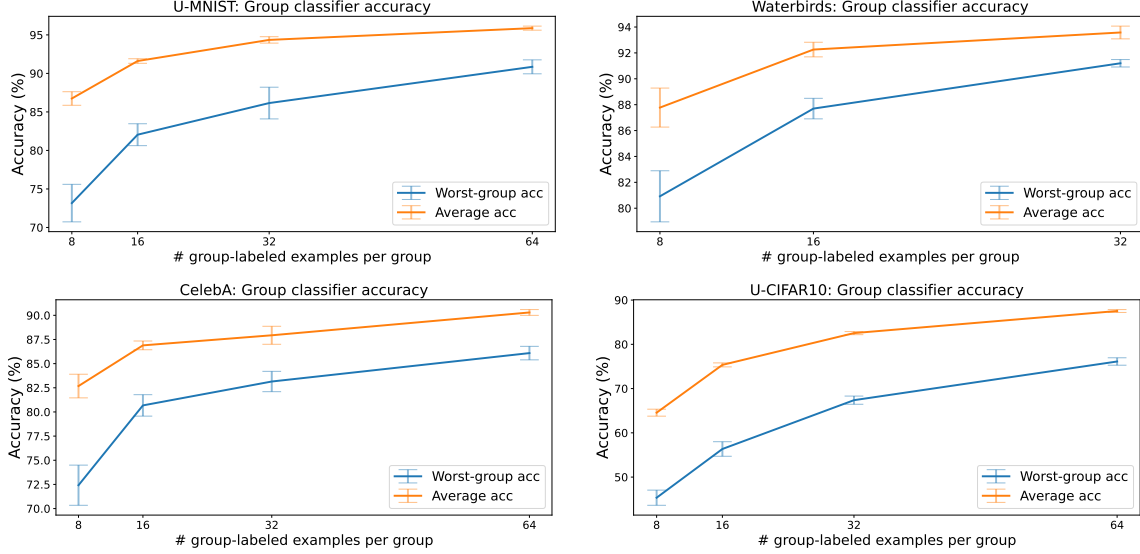 U-MNIST: Group classifier accuracy
Accuracy (%)
95
90
85
80
75
70
8 16 32 64
# group-labeled examples per group
Worst-group acc
Average acc
Waterbirds: Group classifier accuracy
Accuracy (%)
94
92
90
88
86
84
82
80
8 16 32
# group-labeled examples per group
Worst-group acc
Average acc
CelebA: Group classifier accuracy
Accuracy (%)
90.0
87.5
85.0
82.5
80.0
77.5
75.0
72.5
70.0
8 16 32 64
# group-labeled examples per group
Worst-group acc
Average acc
U-CIFAR10: Group classifier accuracy
Accuracy (%)
90
80
70
60
50
8 16 32 64
# group-labeled examples per group
Worst-group acc
Average acc